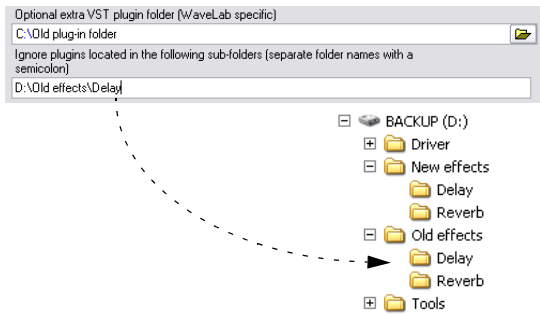 Optional extra VST plugin folder (WaveLab specific)
C:\Old plug-in folder
Ignore plugins located in the following sub-folders (separate folder names with a
semicolon)
D:\Old effects\Delay
BACKUP (D:)
Driver
New effects
Delay
Reverb
Old effects
Delay
Reverb
Tools